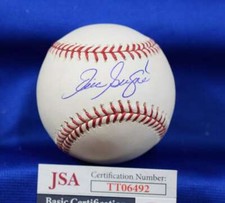 JSA
Certification Number:
TT06492
Basic Certification